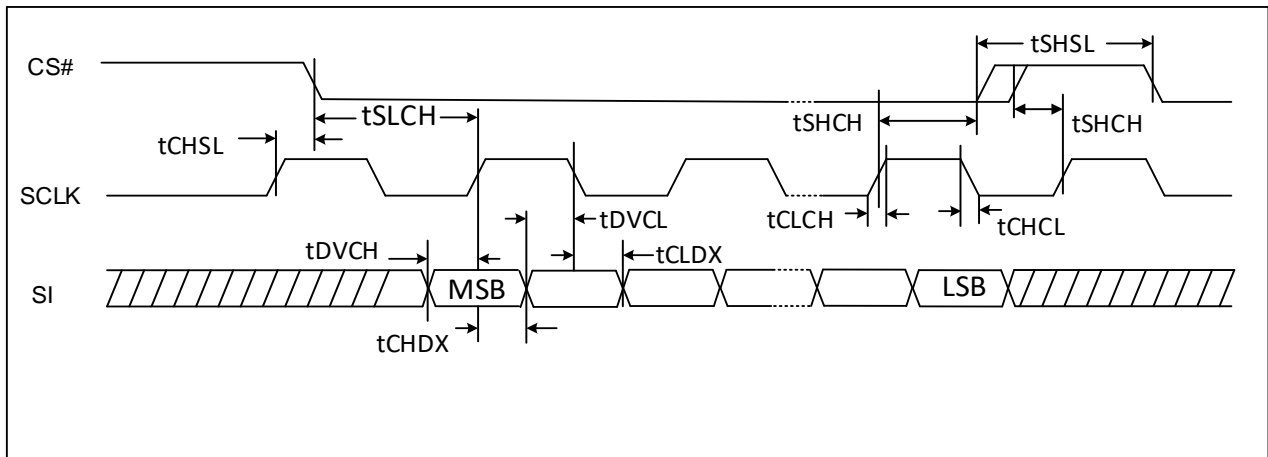 tSHSL
CS#
tSLCH
tSHCH
tSHCH
tCHSL
SCLK
tDVCL
tCLCH
tCHCL
tDVCH
tCLDX
SI
MSB
LSB
tCHDX